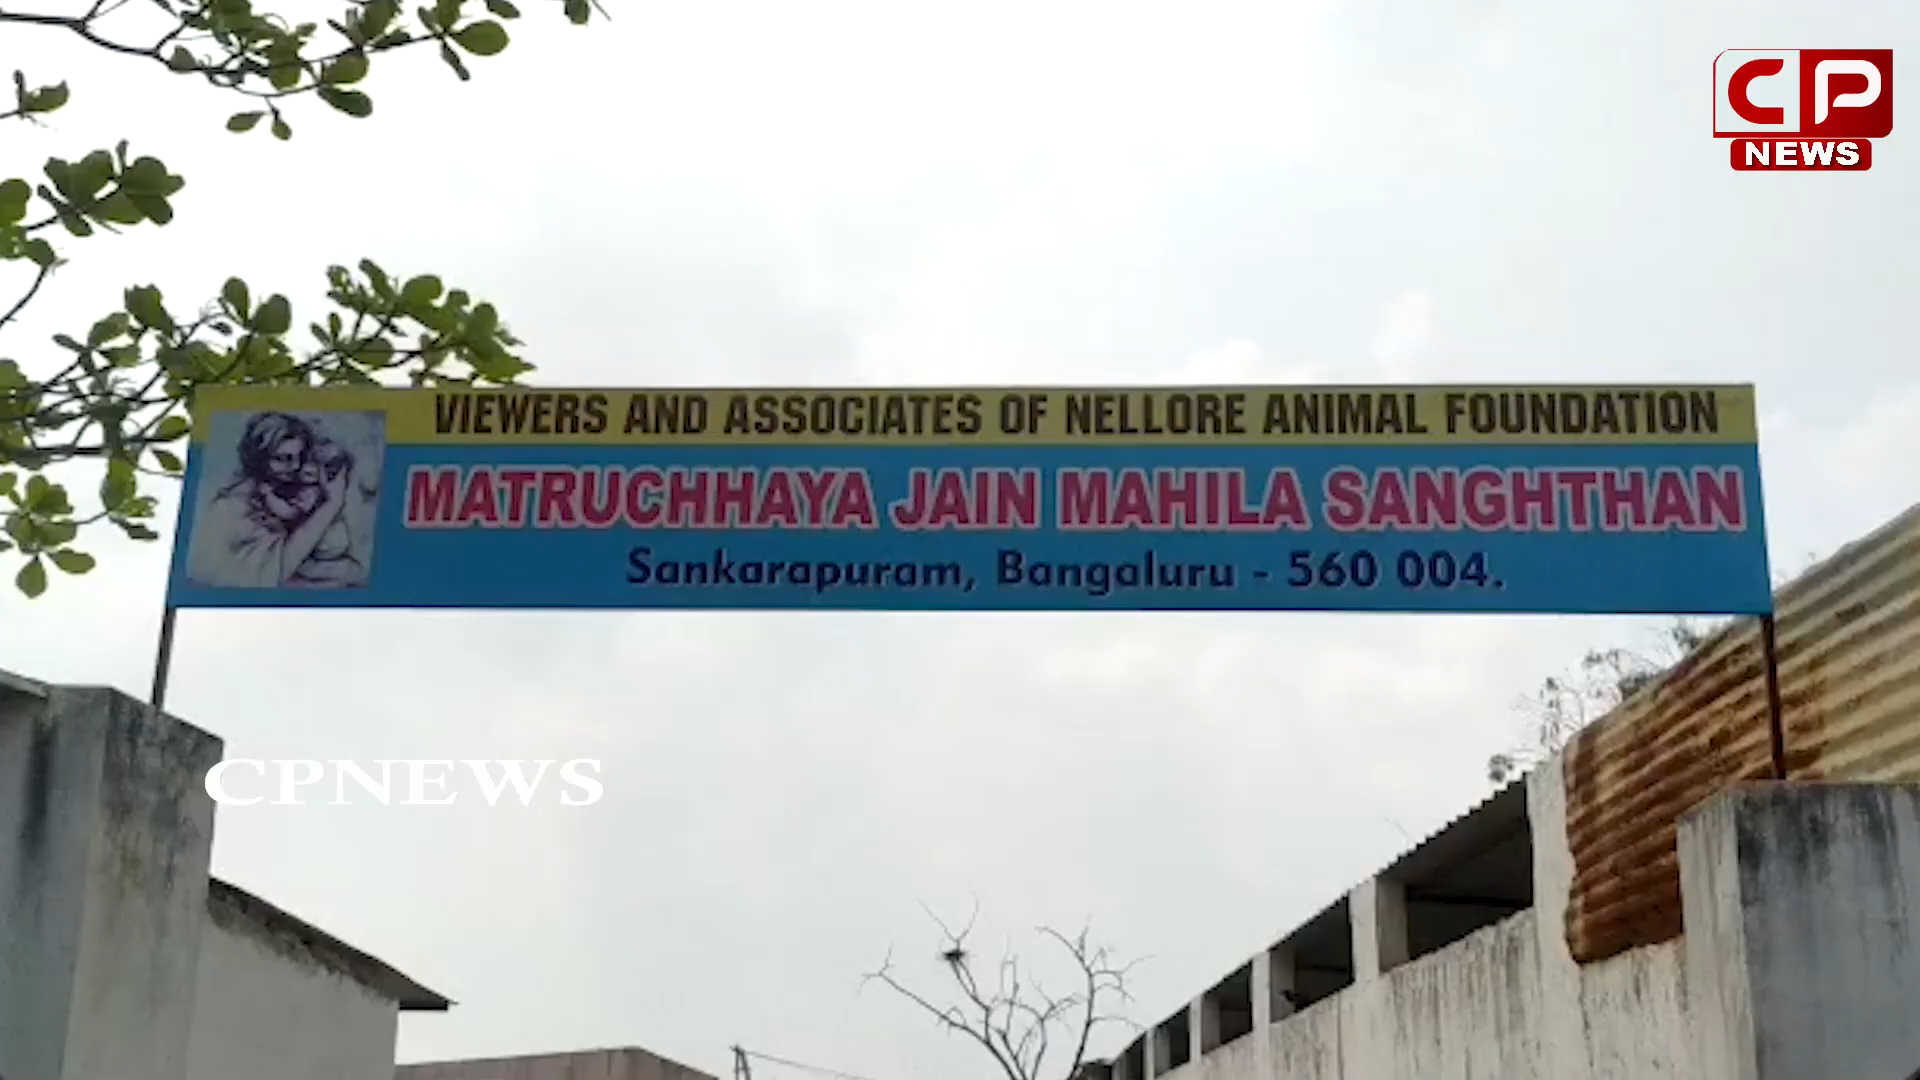 CP
NEWS
VIEWERS AND ASSOCIATES OF NELLORE ANIMAL FOUNDATION
MATRUCHHAYA JAIN MAHILA SANGHTHAN
Sankarapuram, Bangaluru - 560 004.
CPNEWS